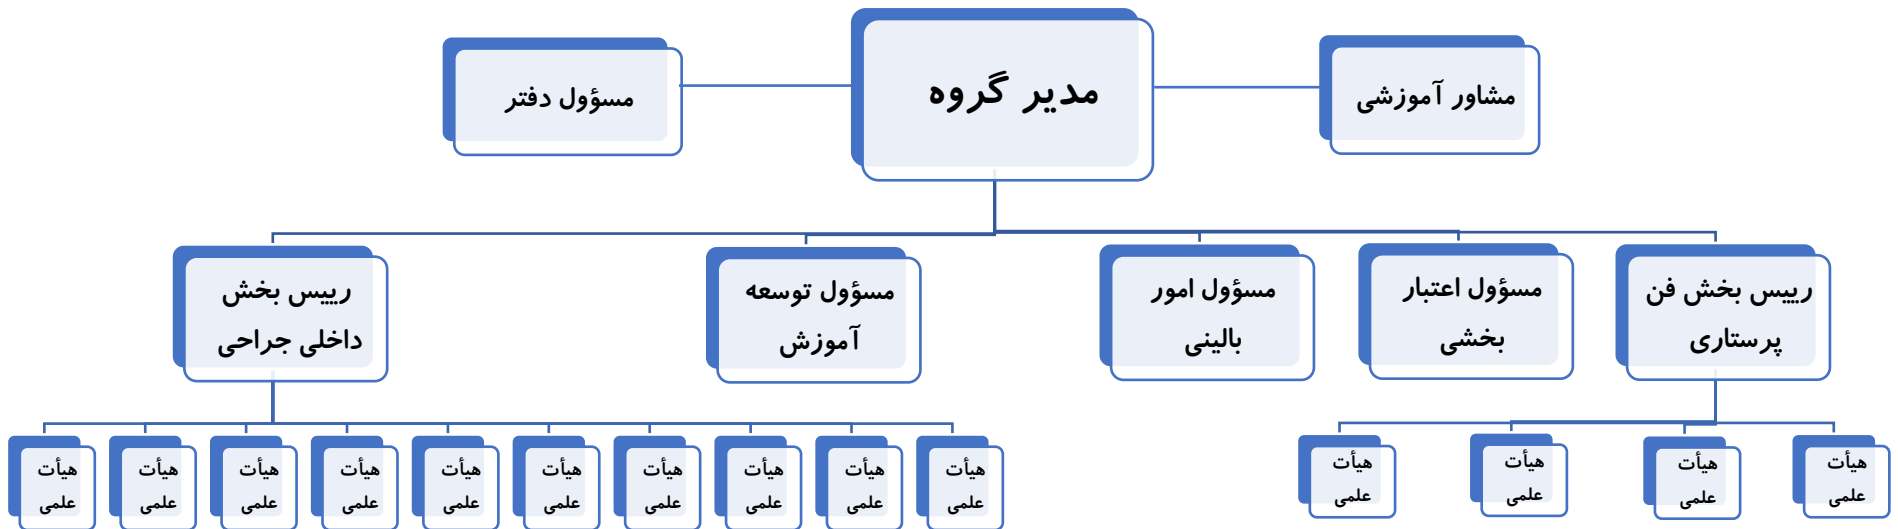 مدیر گروه
مشاور آموزشی
مسؤول دفتر
رییس بخش فن
پرستاری
مسؤول اعتبار
بخشی
مسؤول امور
بالینی
مسؤول توسعه
آموزش
رییس بخش
داخلی جراحی
هیأت
علمی
هیأت
علمی
هیأت
علمی
هیأت
علمی
هیأت
علمی
هیأت
علمی
هیأت
علمی
هیأت
علمی
هیأت
علمی
هیأت
علمی
هیأت
علمی
هیأت
علمی
هیأت
علمی
هیأت
علمی